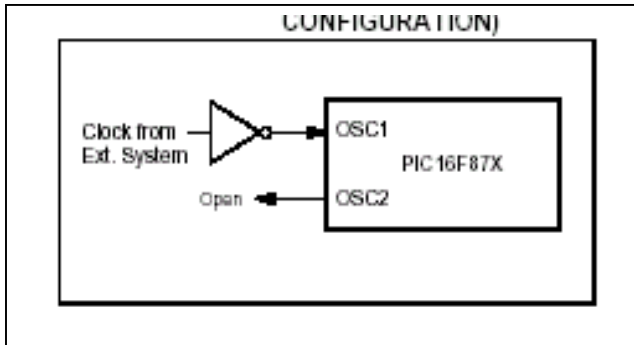 CONFIGURATION)
Clock from
Ext. System
OSC1
PIC16F87X
Open
OSC2